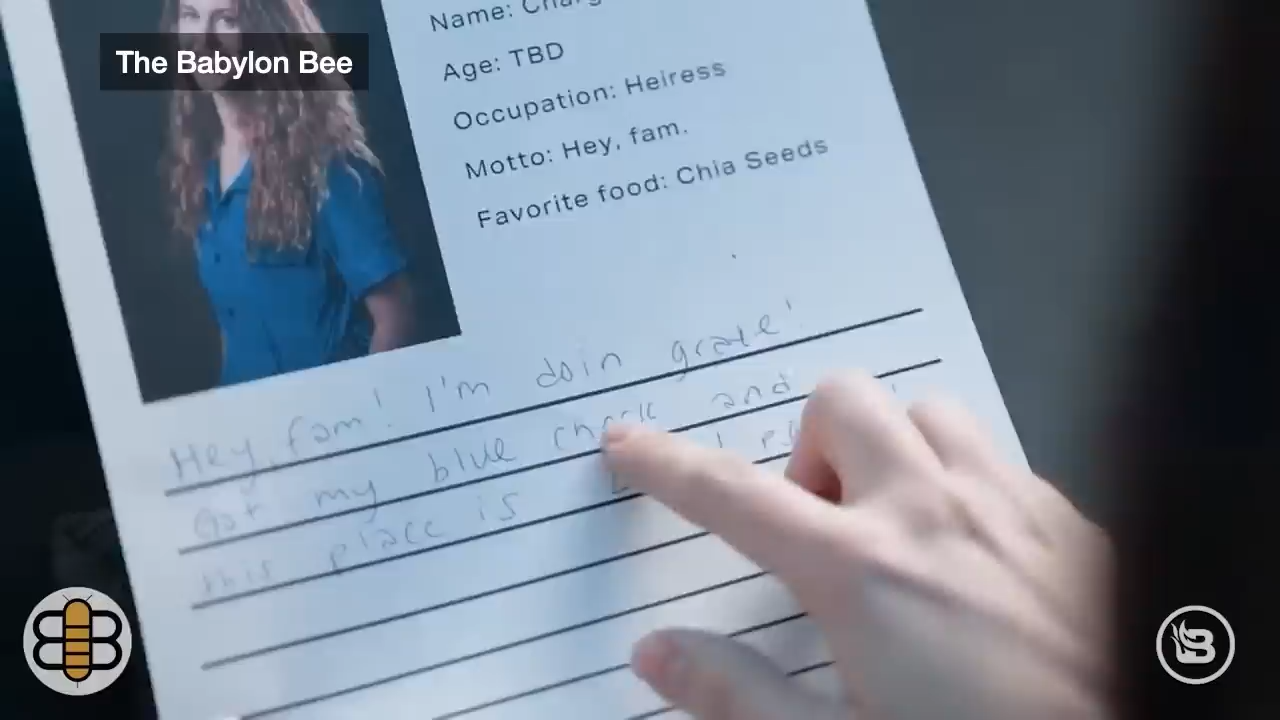 The Babylon Bee
Name: Charg
Age: TBD
Occupation: Heiress
Motto: Hey, fam.
Favorite food: Chia Seeds
Hey, fam! I'm doin grate!
Got my blue check and
this place is
B